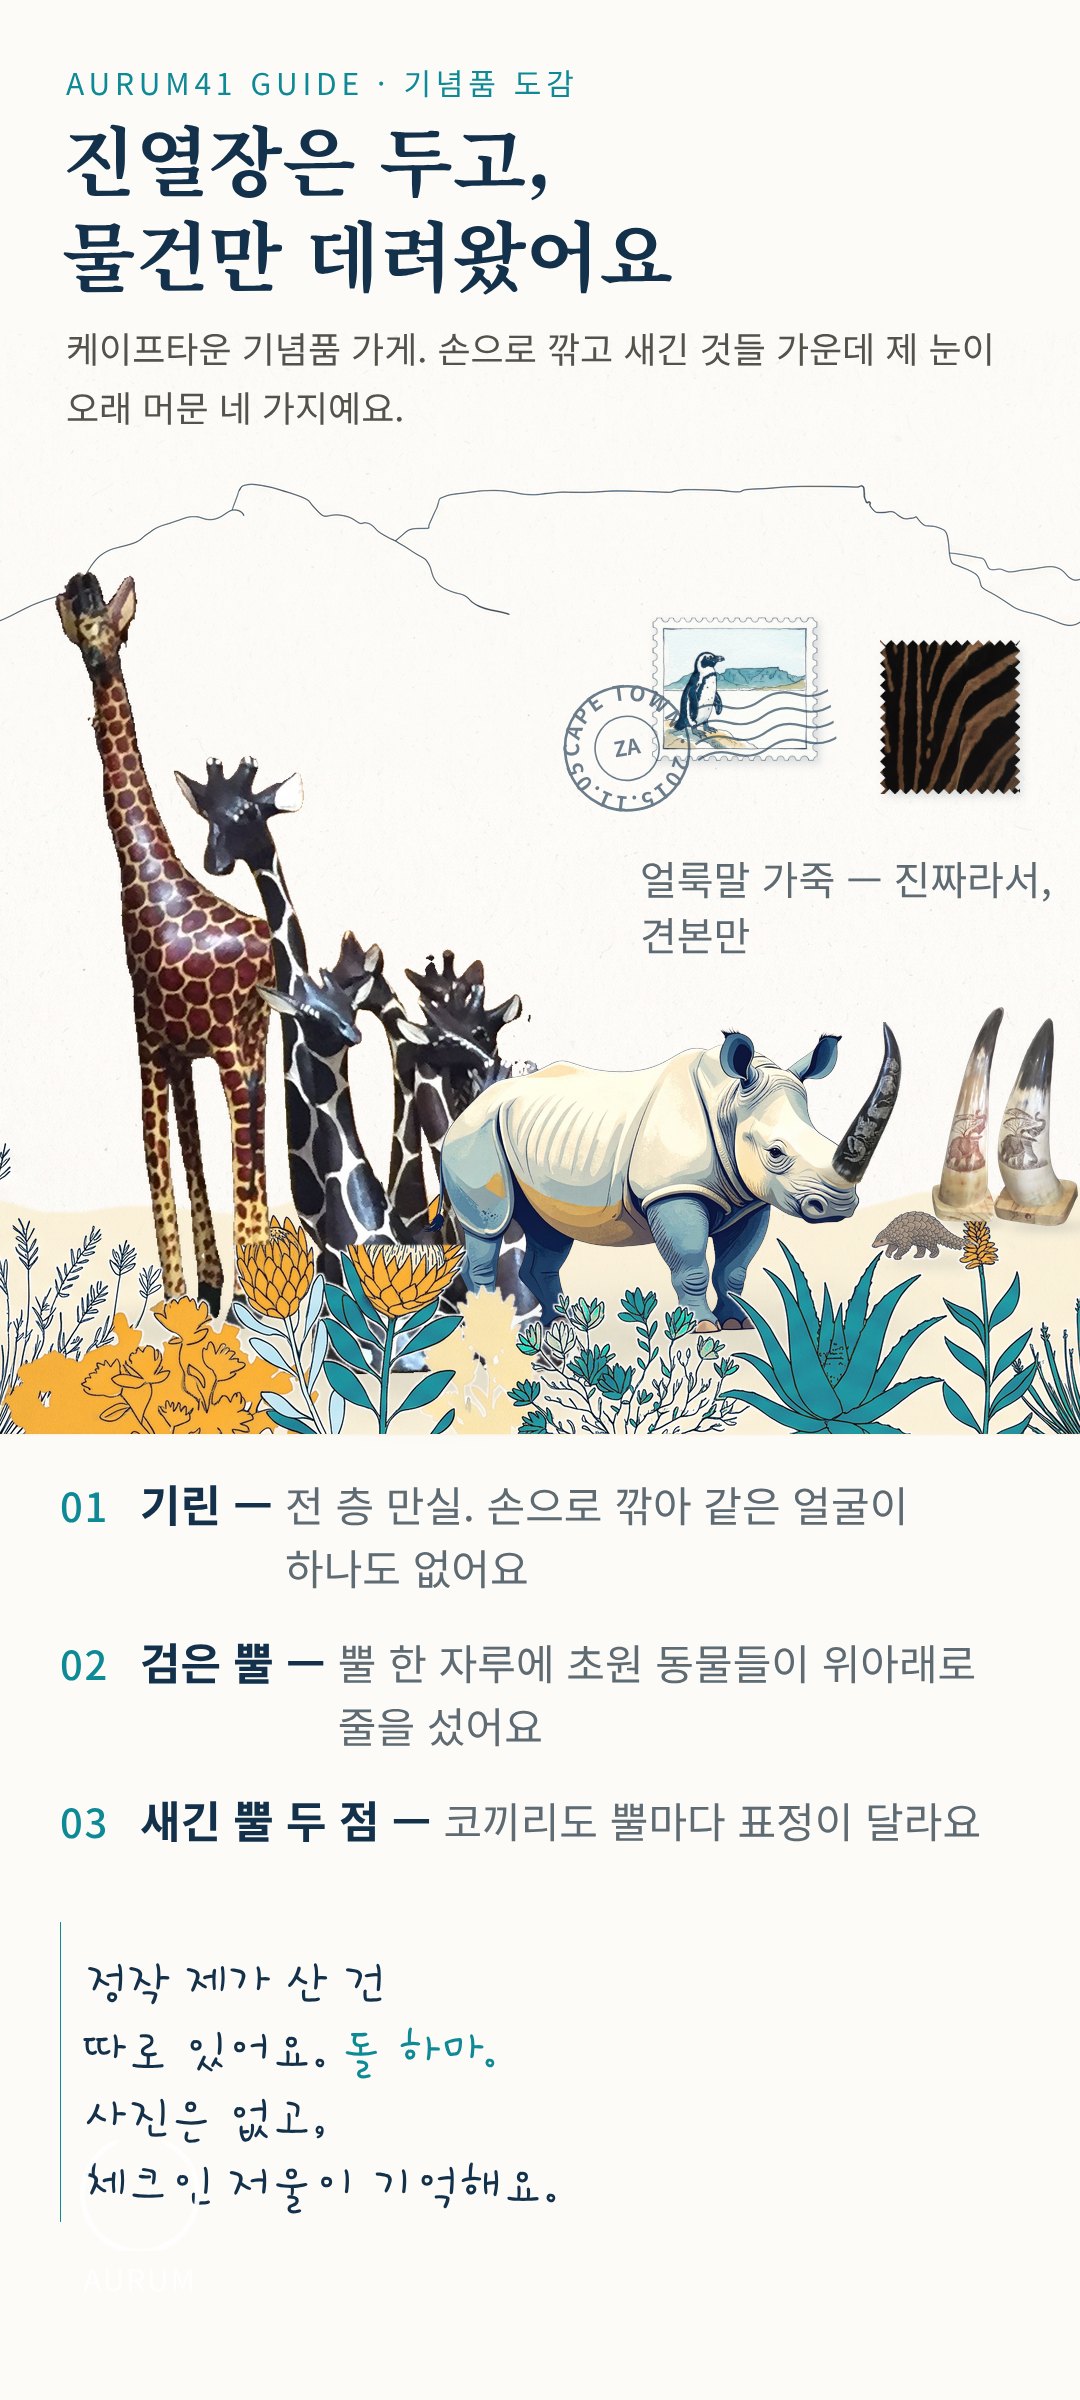 AURUM41 GUIDE · 기념품 도감
진열장은 두고,
물건만 데려왔어요
케이프타운 기념품 가게. 손으로 깎고 새긴 것들 가운데 제 눈이
오래 머문 네 가지예요.
CAPE TOWN
ZA
2015.11.05
얼룩말 가죽 — 진짜라서,
견본만
01 기린 — 전 층 만실. 손으로 깎아 같은 얼굴이
하나도 없어요
02 검은 뿔 — 뿔 한 자루에 초원 동물들이 위아래로
줄을 섰어요
03 새긴 뿔 두 점 — 코끼리도 뿔마다 표정이 달라요
정작 제가 산 건
따로 있어요. 돌 하마.
사진은 없고,
체크인 저울이 기억해요.
AURUM